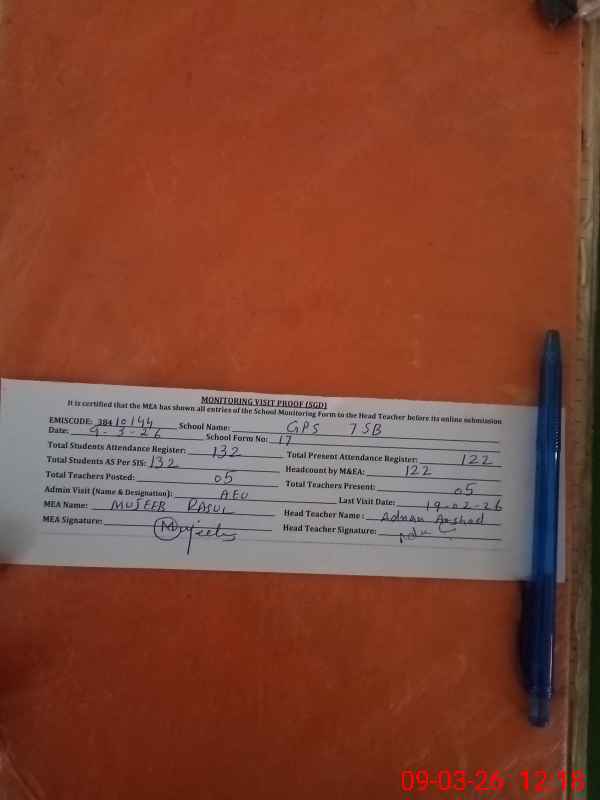 MONITORING VISIT PROOF (SGD)
It is certified that the MEA has shown all entries of the School Monitoring Form to the Head Teacher before its online submission
EMISCODE: 38410144 School Name: GPS 7SB
Date: 9-3-26 School Form No: 17
Total Students Attendance Register: 132 Total Present Attendance Register: 122
Total Students AS Per SIS: 132 Headcount by M&EA: 122
Total Teachers Posted: 05 Total Teachers Present: 05
Admin Visit (Name & Designation): AEO Last Visit Date: 19-02-26
MEA Name: MUJEEB RASUL Head Teacher Name: Adnan Arshad
MEA Signature: Mujeeb Head Teacher Signature:
09-03-26 12:18